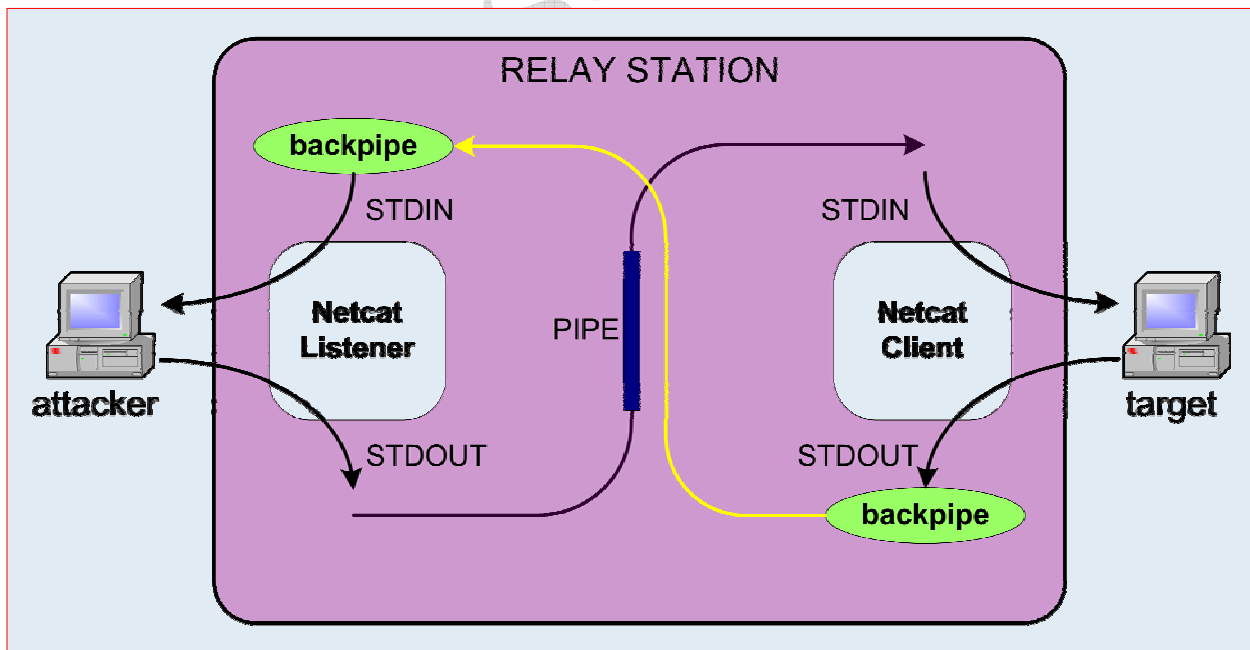 RELAY STATION
backpipe
STDIN
STDIN
Netcat
Listener
PIPE
Netcat
Client
attacker
target
STDOUT
STDOUT
backpipe